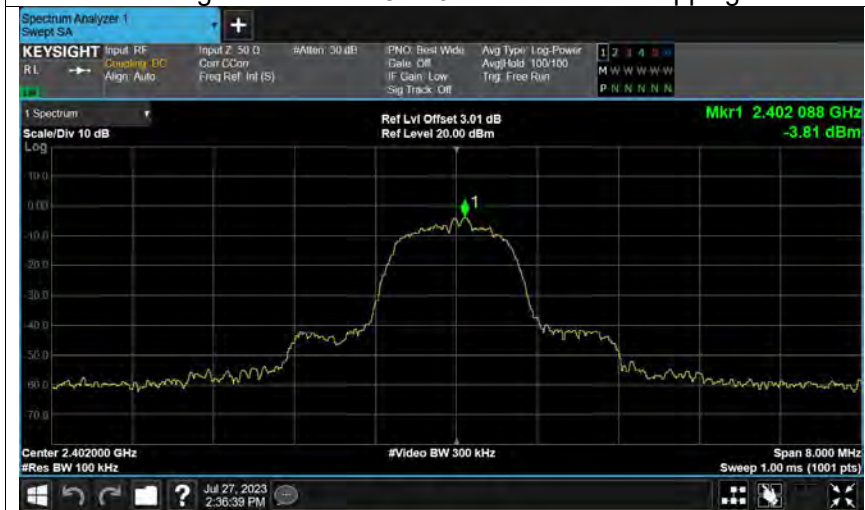 Spectrum Analyzer 1
Swept SA
+
KEYSIGHT
RL
Input: RF
Coupling: DC
Align: Auto
Input Z: 50 Ω
Corr CCorr
Freq Ref: Int (S)
#Atten: 30 dB
PNO: Best Wide
Gate: Off
IF Gain: Low
Sig Track: Off
Avg Type: Log-Power
Avg|Hold: 100/100
Trig: Free Run
1 2 3 4 5 6
M W W W W W
P N N N N N
1 Spectrum
Scale/Div 10 dB
Log
Ref Lvl Offset 3.01 dB
Ref Level 20.00 dBm
Mkr1 2.402 088 GHz
-3.81 dBm
10.0
0.00
-10.0
-20.0
-30.0
-40.0
-50.0
-60.0
-70.0
1
Center 2.402000 GHz
#Res BW 100 kHz
#Video BW 300 kHz
Span 8.000 MHz
Sweep 1.00 ms (1001 pts)
?
Jul 27, 2023
2:36:39 PM